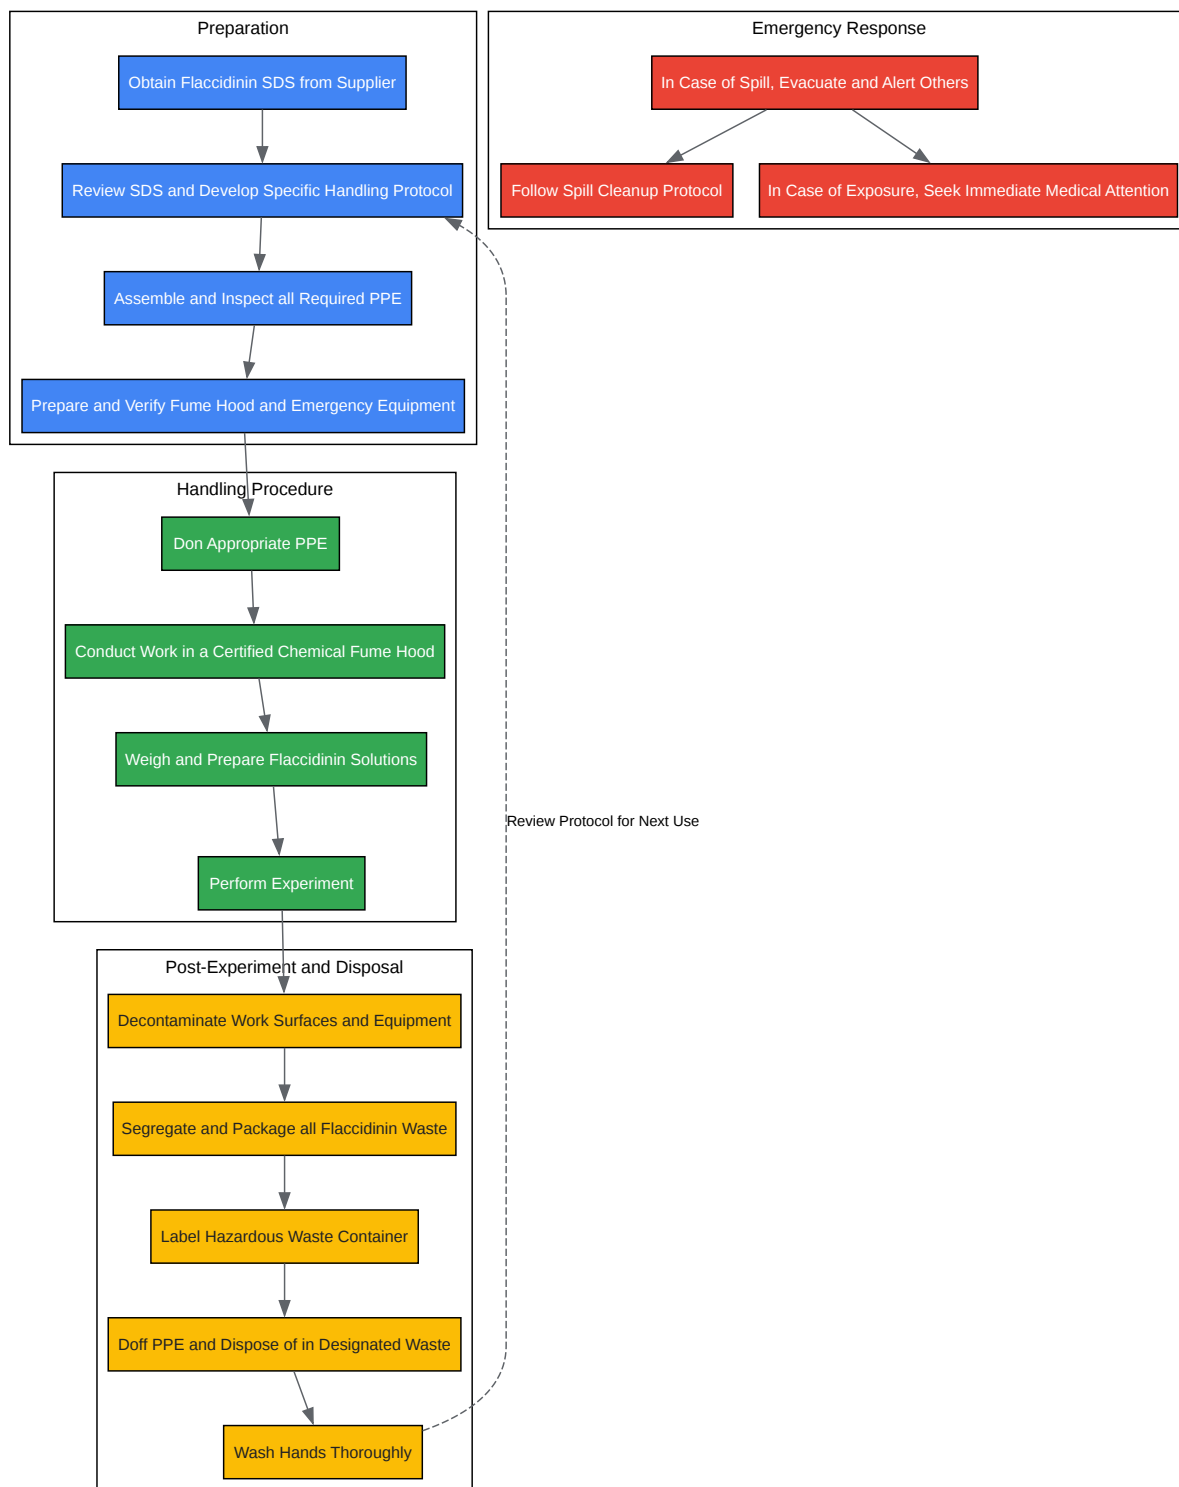 Preparation
Obtain Flaccidinin SDS from Supplier
Review SDS and Develop Specific Handling Protocol
Assemble and Inspect all Required PPE
Prepare and Verify Fume Hood and Emergency Equipment
Emergency Response
In Case of Spill, Evacuate and Alert Others
Follow Spill Cleanup Protocol
In Case of Exposure, Seek Immediate Medical Attention
Handling Procedure
Don Appropriate PPE
Conduct Work in a Certified Chemical Fume Hood
Weigh and Prepare Flaccidinin Solutions
Perform Experiment
Review Protocol for Next Use
Post-Experiment and Disposal
Decontaminate Work Surfaces and Equipment
Segregate and Package all Flaccidinin Waste
Label Hazardous Waste Container
Doff PPE and Dispose of in Designated Waste
Wash Hands Thoroughly